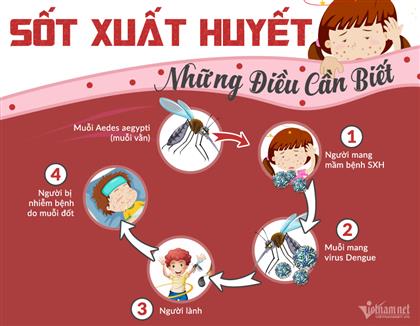 SỐT XUẤT HUYẾT
Những Điều Cần Biết
Muỗi Aedes aegypti
(muỗi vằn)
1
Người mang
mầm bệnh SXH
2
Muỗi mang
virus Dengue
3 Người lành
4
Người bị
nhiễm bệnh
do muỗi đốt
vietnamnet